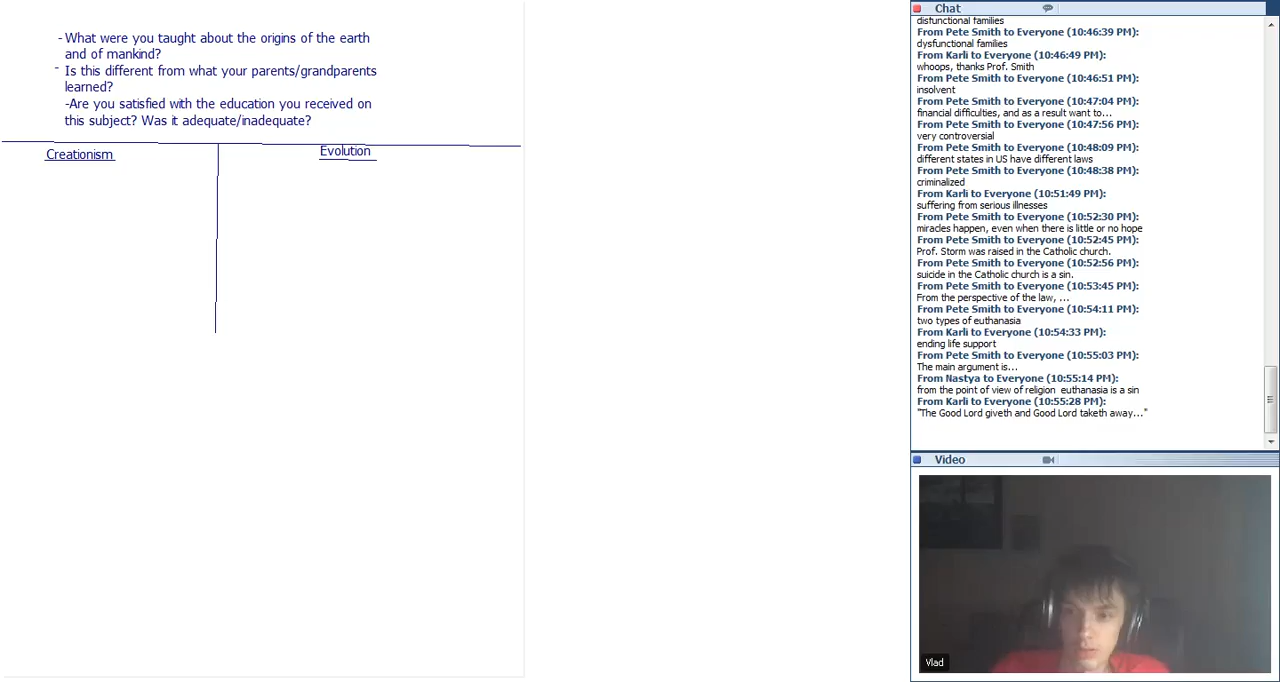 - What were you taught about the origins of the earth
and of mankind?
- Is this different from what your parents/grandparents
learned?
-Are you satisfied with the education you received on
this subject? Was it adequate/inadequate?
Creationism
Evolution
Chat
disfunctional families
From Pete Smith to Everyone (10:46:39 PM):
dysfunctional families
From Karli to Everyone (10:46:49 PM):
whoops, thanks Prof. Smith
From Pete Smith to Everyone (10:46:51 PM):
insolvent
From Pete Smith to Everyone (10:47:04 PM):
financial difficulties, and as a result want to...
From Pete Smith to Everyone (10:47:56 PM):
very controversial
From Pete Smith to Everyone (10:48:09 PM):
different states in US have different laws
From Pete Smith to Everyone (10:48:38 PM):
criminalized
From Karli to Everyone (10:51:49 PM):
suffering from serious illnesses
From Pete Smith to Everyone (10:52:30 PM):
miracles happen, even when there is little or no hope
From Pete Smith to Everyone (10:52:45 PM):
Prof. Storm was raised in the Catholic church.
From Pete Smith to Everyone (10:52:56 PM):
suicide in the Catholic church is a sin.
From Pete Smith to Everyone (10:53:45 PM):
From the perspective of the law, ...
From Pete Smith to Everyone (10:54:11 PM):
two types of euthanasia
From Karli to Everyone (10:54:33 PM):
ending life support
From Pete Smith to Everyone (10:55:03 PM):
The main argument is...
From Nastya to Everyone (10:55:14 PM):
from the point of view of religion euthanasia is a sin
From Karli to Everyone (10:55:28 PM):
"The Good Lord giveth and Good Lord taketh away..."
Video
Vlad